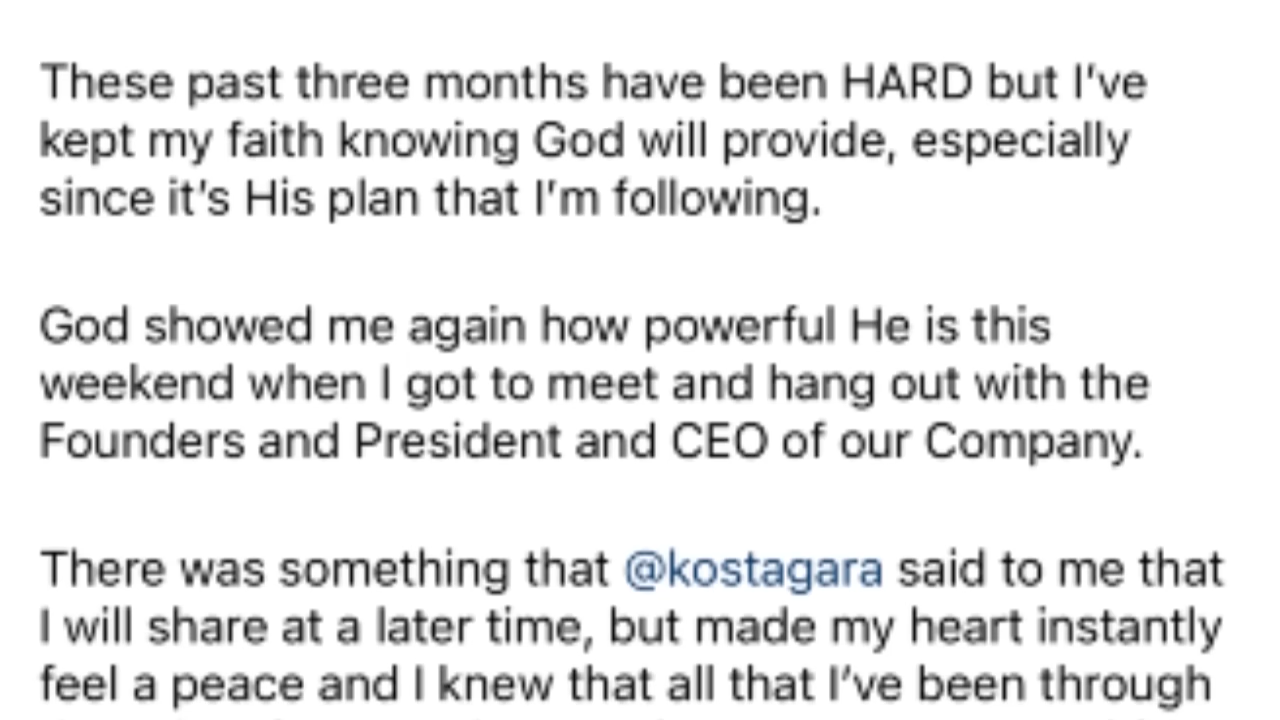 These past three months have been HARD but I've
kept my faith knowing God will provide, especially
since it's His plan that I'm following.
God showed me again how powerful He is this
weekend when I got to meet and hang out with the
Founders and President and CEO of our Company.
There was something that @kostagara said to me that
I will share at a later time, but made my heart instantly
feel a peace and I knew that all that I've been through